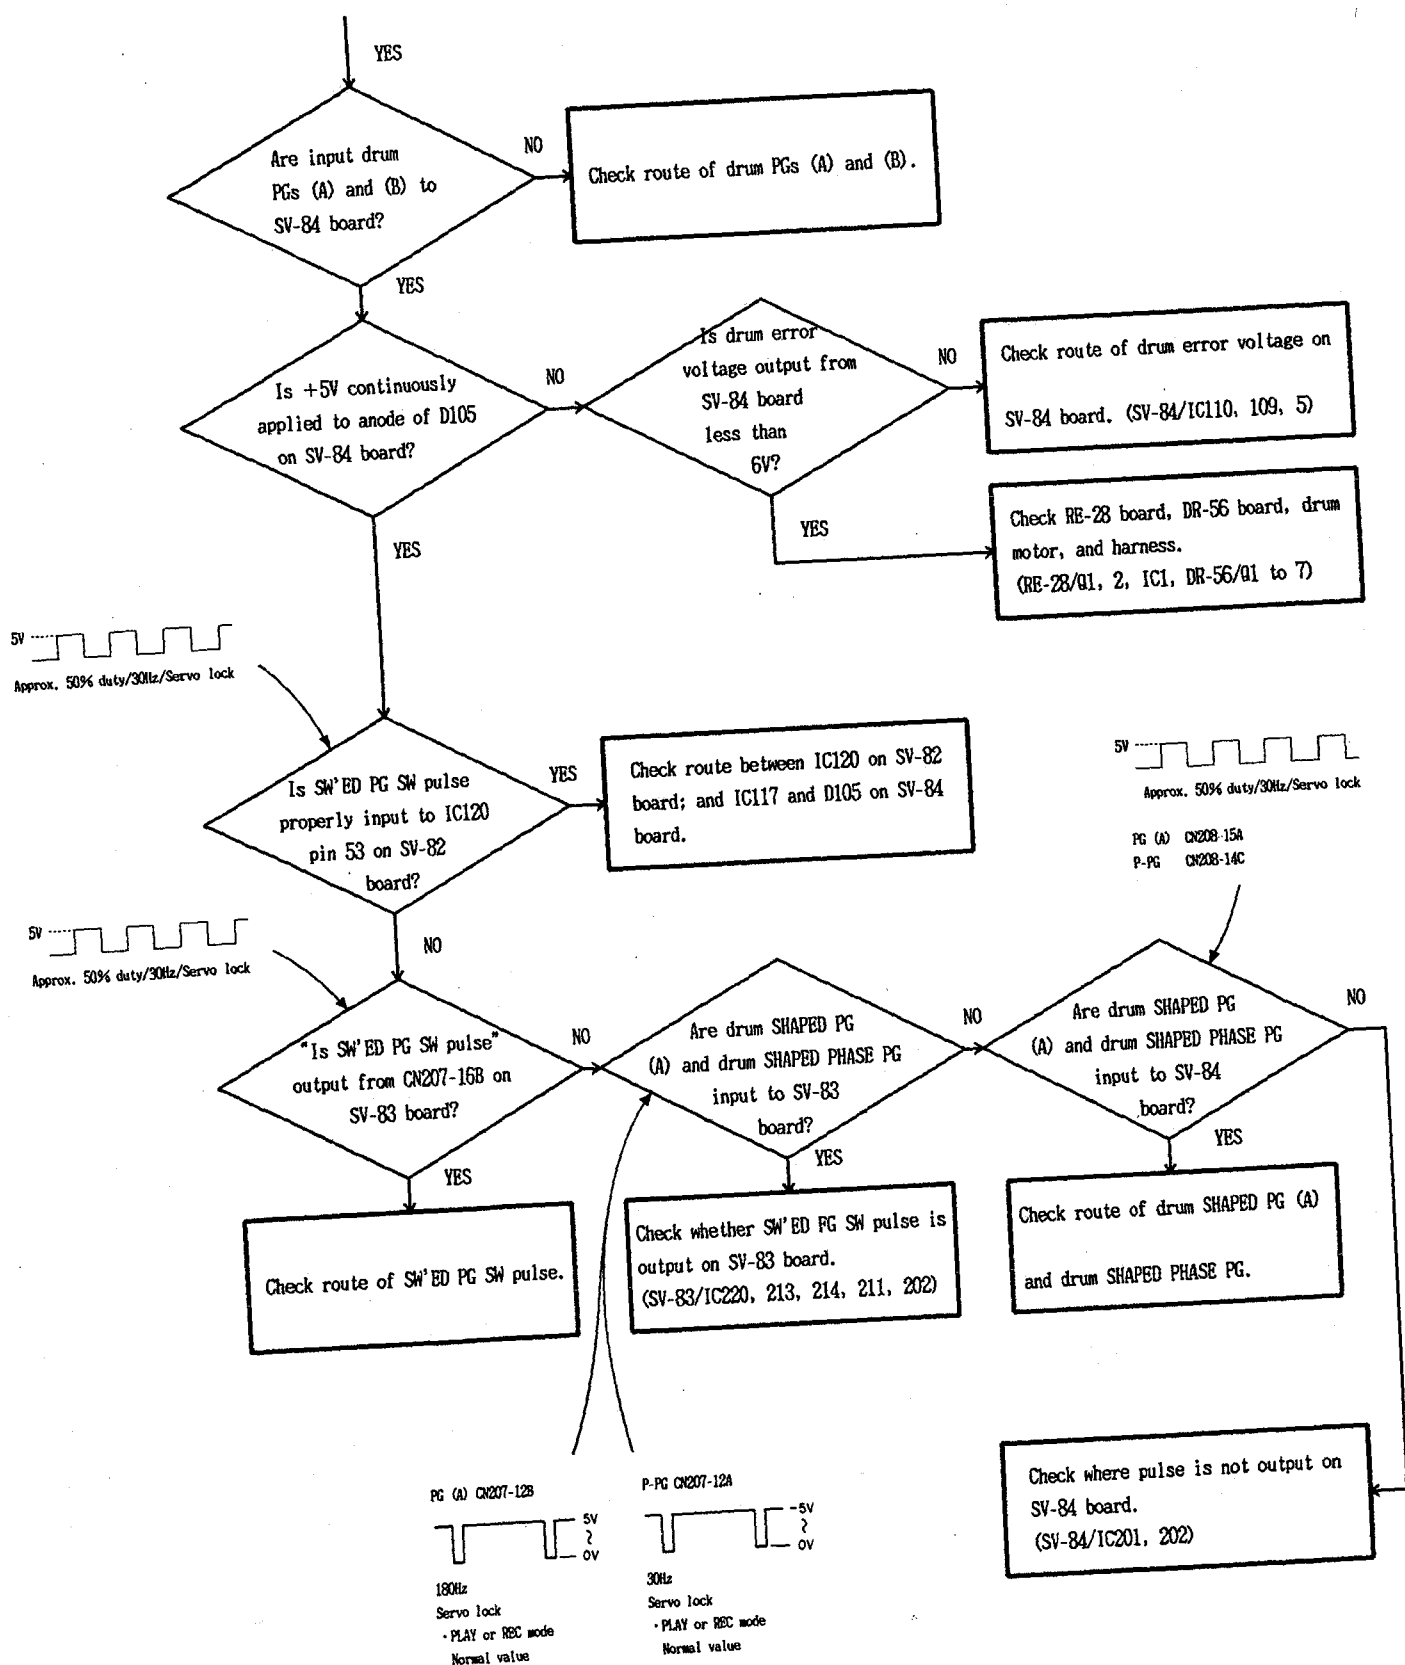 YES
Are input drum
PGs (A) and (B) to
SV-84 board?
NO
Check route of drum PGs (A) and (B).
YES
Is +5V continuously
applied to anode of D105
on SV-84 board?
NO
Is drum error
voltage output from
SV-84 board
less than
6V?
NO
Check route of drum error voltage on
SV-84 board. (SV-84/IC110, 109, 5)
YES
Check RE-28 board, DR-56 board, drum
motor, and harness.
(RE-28/Q1, 2, IC1, DR-56/Q1 to 7)
YES
5V
Approx. 50% duty/30Hz/Servo lock
Is SW'ED PG SW pulse
properly input to IC120
pin 53 on SV-82
board?
YES
Check route between IC120 on SV-82
board; and IC117 and D105 on SV-84
board.
5V
Approx. 50% duty/30Hz/Servo lock
PG (A) CN208-15A
P-PG CN208-14C
5V
Approx. 50% duty/30Hz/Servo lock
NO
"Is SW'ED PG SW pulse"
output from CN207-16B on
SV-83 board?
NO
Are drum SHAPED PG
(A) and drum SHAPED PHASE PG
input to SV-83
board?
NO
Are drum SHAPED PG
(A) and drum SHAPED PHASE PG
input to SV-84
board?
NO
YES
Check route of SW'ED PG SW pulse.
YES
Check whether SW'ED PG SW pulse is
output on SV-83 board.
(SV-83/IC220, 213, 214, 211, 202)
YES
Check route of drum SHAPED PG (A)
and drum SHAPED PHASE PG.
Check where pulse is not output on
SV-84 board.
(SV-84/IC201, 202)
PG (A) CN207-12B
5V
0V
180Hz
Servo lock
・PLAY or REC mode
Normal value
P-PG CN207-12A
5V
0V
30Hz
Servo lock
・PLAY or REC mode
Normal value